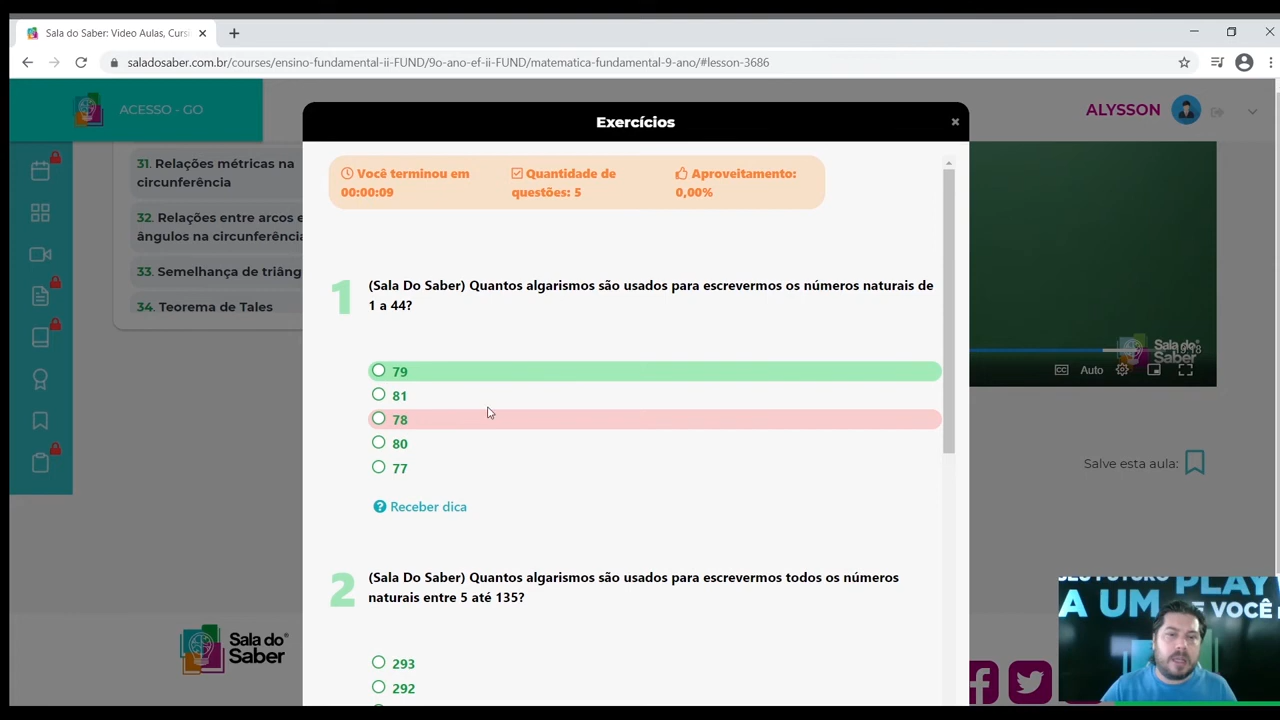 Sala do Saber: Video Aulas, Cursi
saladosaber.com.br/courses/ensino-fundamental-ii-FUND/9o-ano-ef-ii-FUND/matematica-fundamental-9-ano/#lesson-3686
ACESSO - GO
ALYSSON
31. Relações métricas na
circunferência
32. Relações entre arcos e
ângulos na circunferência
33. Semelhança de triâng
34. Teorema de Tales
Exercícios
Você terminou em
00:00:09
Quantidade de
questões: 5
Aproveitamento:
0,00%
1
(Sala Do Saber) Quantos algarismos são usados para escrevermos os números naturais de
1 a 44?
79
81
78
80
77
Receber dica
2
(Sala Do Saber) Quantos algarismos são usados para escrevermos todos os números
naturais entre 5 até 135?
293
292
Sala do
Saber
CC Auto
Salve esta aula:
Sala do
Saber®
SEU FUTURO
A UM PLAY
E VOCÊ